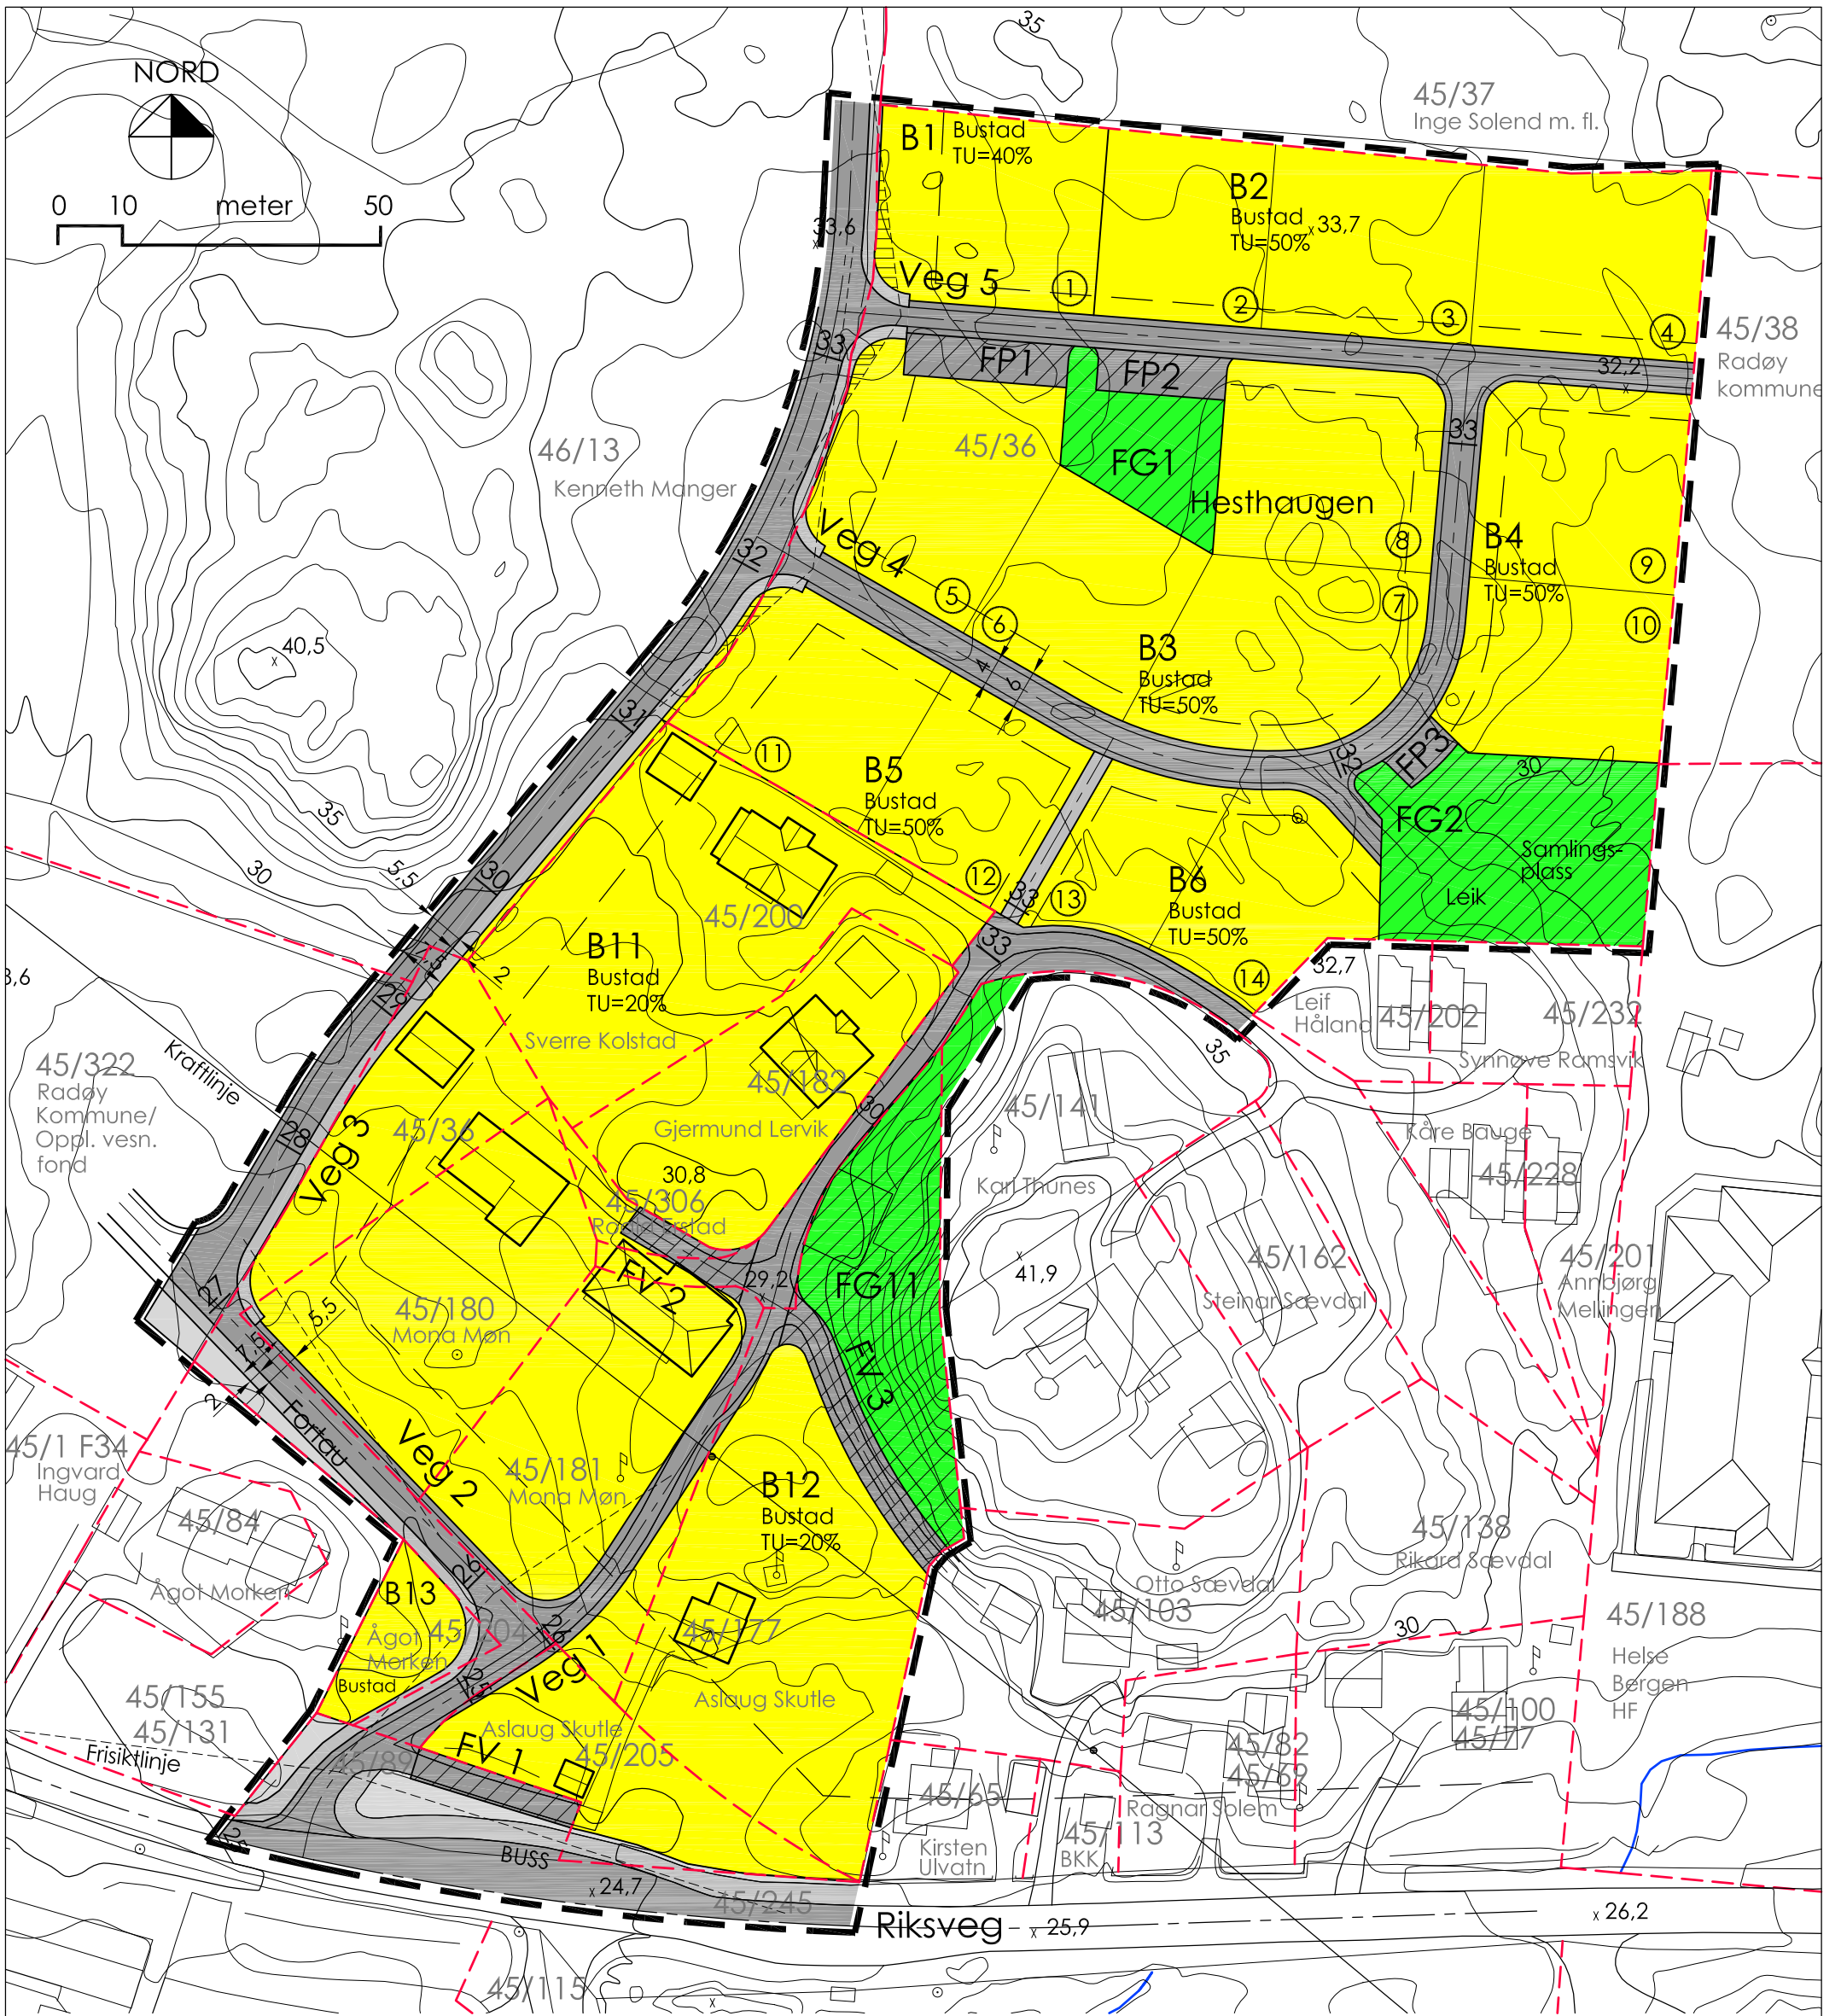 NORD
0 10 meter 50
35
45/37
Inge Solend m. fl.
B1
Bustad
TU=40%
B2
Bustad
TU=50%
33,7
33,6
Veg 5
1
2
3
4
45/38
Radøy
kommune
33
FP1
FP2
32,2
33
46/13
Kenneth Manger
45/36
FG1
Hesthaugen
Veg 4
32
8
B4
Bustad
TU=50%
9
5
6
7
10
40,5
B3
Bustad
TU=50%
4
6
31
11
B5
Bustad
TU=50%
32
FP3
30
35
30
5,5
30
45/200
12
33
13
B6
Bustad
TU=50%
FG2
Samlings-
plass
Leik
B11
Bustad
TU=20%
33
14
32,7
2
29
3,6
Sverre Kolstad
Leif
Håland
45/202
45/232
Synnøve Ramsvik
35
45/322
Radøy
Kommune/
Oppl. vesn.
fond
Kraftlinje
28
Veg 3
45/36
45/182
Gjermund Lervik
30
45/141
Karl Thunes
Kåre Bauge
45/228
30,8
45/306
45/162
Steinar Sævdal
45/201
Annbjørg
Mellingen
27
FV 2
29,2
FG11
41,9
45/180
Mona Møn
5,5
2
Fortau
Veg 2
FV 3
45/1 F34
Ingvard
Haug
45/84
Ågot Morken
45/181
Mona Møn
B12
Bustad
TU=20%
45/138
Rikard Sævdal
Otto Sævdal
45/103
26
B13
Ågot
Morken
Bustad
26
Veg 1
25
45/177
Aslaug Skutle
30
45/188
Helse
Bergen
HF
45/155
45/131
Frisiktlinje
45/89
Aslaug Skutle
FV 1
45/205
45/100
45/77
45/82
45/69
Ragnar Solem
45/65
Kirsten
Ulvatn
45/113
BKK
25
BUSS
24,7
45/245
Riksveg
25,9
26,2
45/115